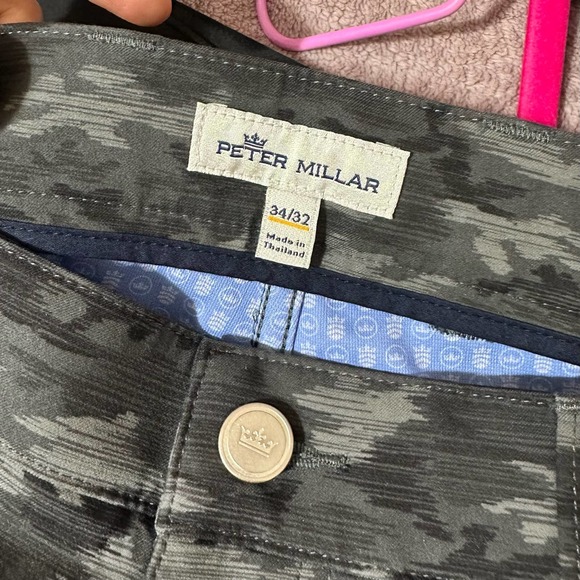 PETER MILLAR
34/32
Made in
Thailand